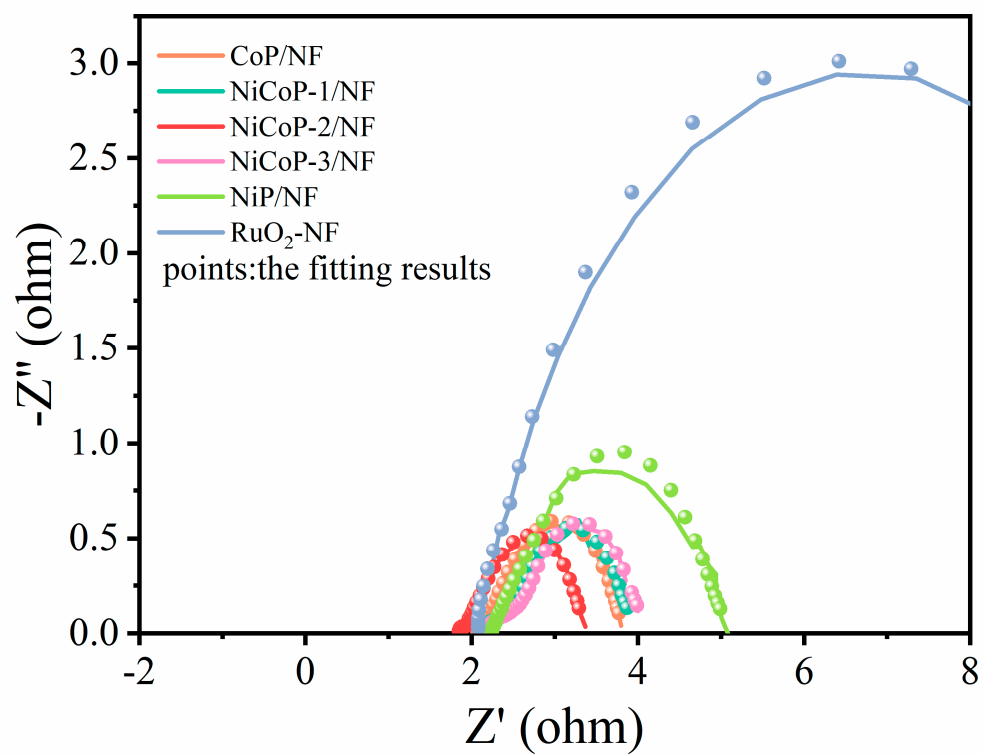 3.0
2.5
2.0
1.5
1.0
0.5
0.0
-Z" (ohm)
CoP/NF
NiCoP-1/NF
NiCoP-2/NF
NiCoP-3/NF
NiP/NF
RuO₂-NF
points:the fitting results
-2 0 2 4 6 8
Z' (ohm)